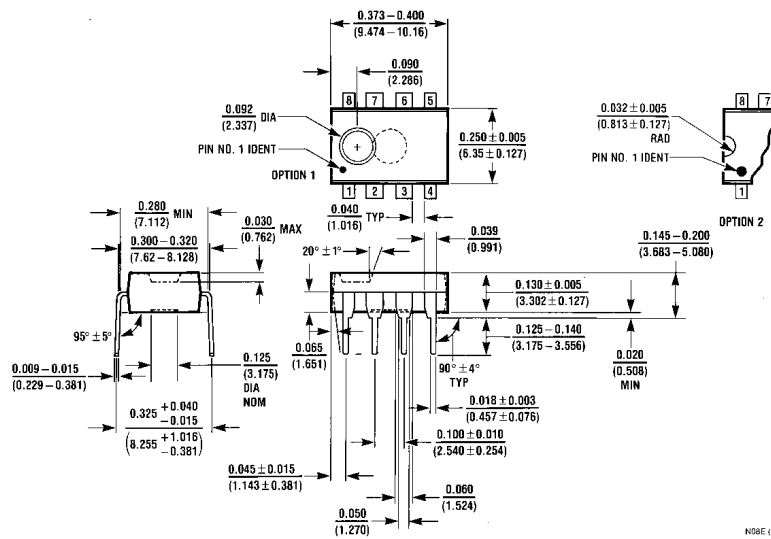 0.373 – 0.400
(9.474 – 10.16)
0.090
(2.286)
8 7 6 5
0.092
(2.337) DIA
PIN NO. 1 IDENT
OPTION 1
1 2 3 4
0.250 ± 0.005
(6.35 ± 0.127)
0.032 ± 0.005
(0.813 ± 0.127)
RAD
PIN NO. 1 IDENT
8 7
1
OPTION 2
0.280
(7.112) MIN
0.300 – 0.320
(7.62 – 8.128)
0.030
(0.762) MAX
0.040
(1.016) TYP
0.039
(0.991)
0.145 – 0.200
(3.683 – 5.080)
20° ± 1°
0.130 ± 0.005
(3.302 ± 0.127)
95° ± 5°
0.065
(1.651)
0.125 – 0.140
(3.175 – 3.556)
90° ± 4°
TYP
0.020
(0.508)
MIN
0.009 – 0.015
(0.229 – 0.381)
0.125
(3.175)
DIA
NOM
0.018 ± 0.003
(0.457 ± 0.076)
0.325 +0.040 –0.015
(8.255 +1.016 –0.381)
0.100 ± 0.010
(2.540 ± 0.254)
0.045 ± 0.015
(1.143 ± 0.381)
0.060
(1.524)
0.050
(1.270)
N08E (